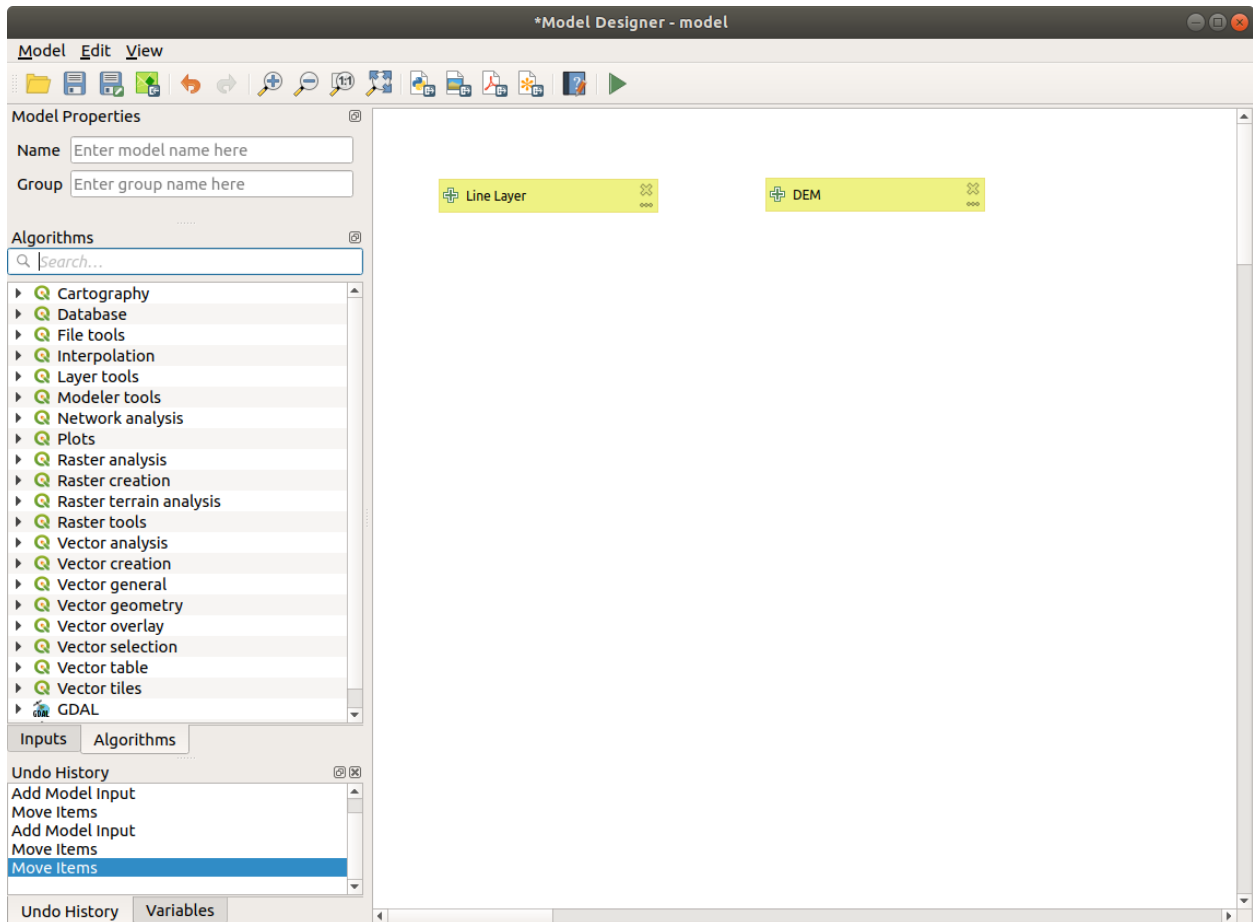 *Model Designer - model
Model Edit View
1:1
Model Properties
Name Enter model name here
Group Enter group name here
Algorithms
Search...
Cartography
Database
File tools
Interpolation
Layer tools
Modeler tools
Network analysis
Plots
Raster analysis
Raster creation
Raster terrain analysis
Raster tools
Vector analysis
Vector creation
Vector general
Vector geometry
Vector overlay
Vector selection
Vector table
Vector tiles
GDAL GDAL
Inputs Algorithms
Undo History
Add Model Input
Move Items
Add Model Input
Move Items
Move Items
Undo History Variables
Line Layer
DEM